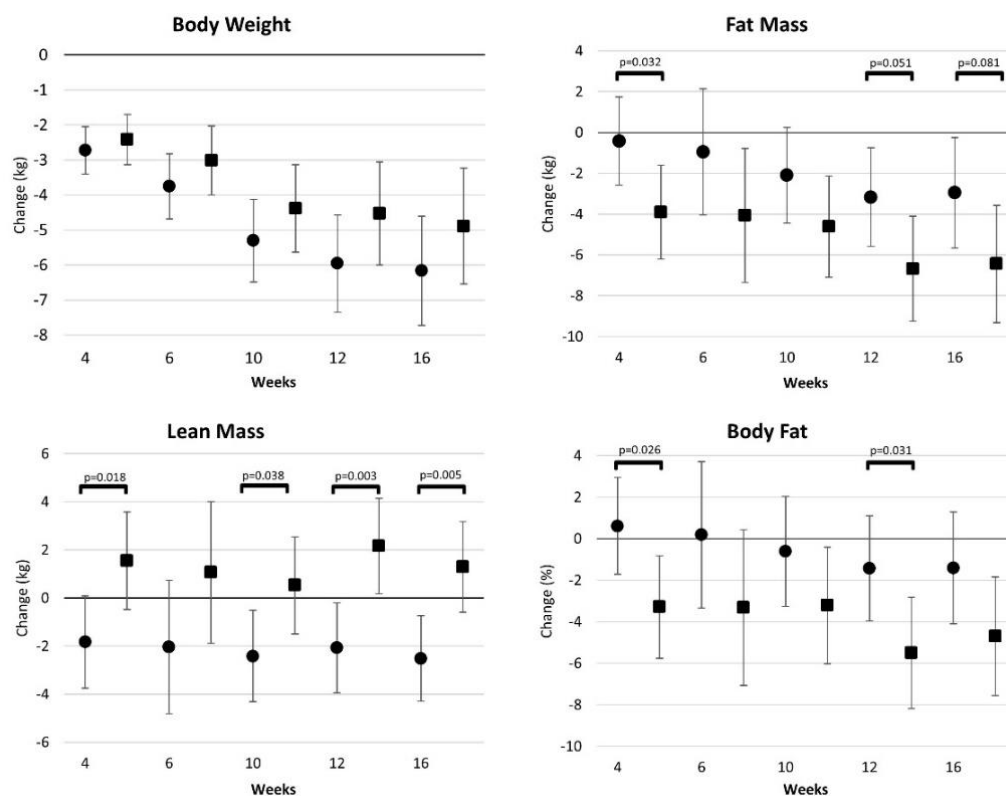 Body Weight
0
-1
-2
-3
-4
-5
-6
-7
-8
Change (kg)
4 6 10 12 16
Weeks
Fat Mass
4
2
0
-2
-4
-6
-8
-10
Change (kg)
p=0.032 p=0.051 p=0.081
4 6 10 12 16
Weeks
Lean Mass
6
4
2
0
-2
-4
-6
Change (kg)
p=0.018 p=0.038 p=0.003 p=0.005
4 6 10 12 16
Weeks
Body Fat
4
2
0
-2
-4
-6
-8
-10
Change (%)
p=0.026 p=0.031
4 6 10 12 16
Weeks